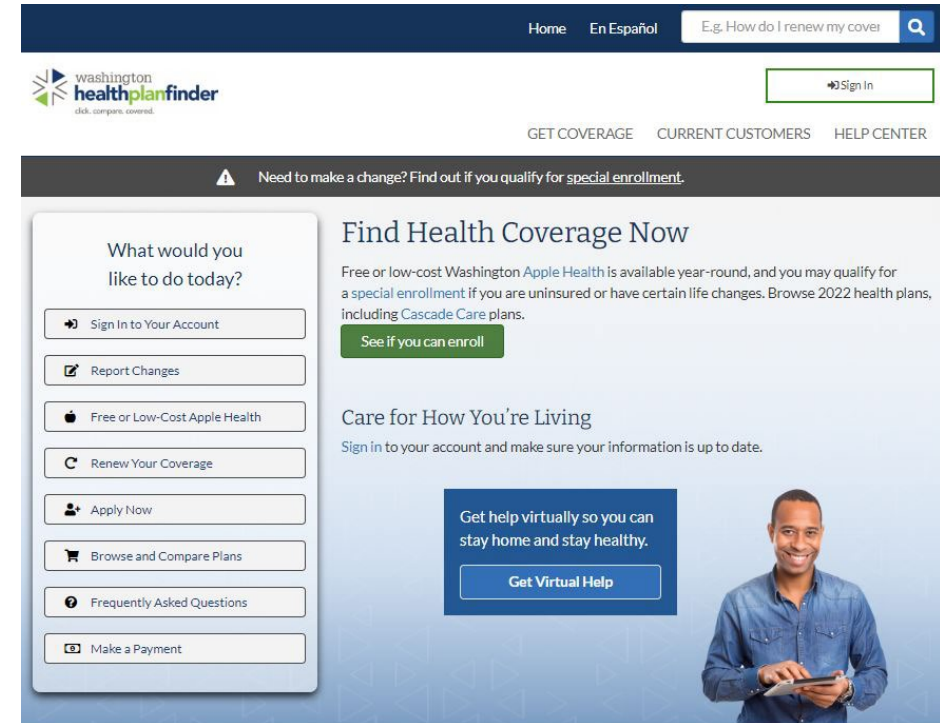 Home En Español E.g. How do I renew my cover
washington
healthplanfinder
click. compare. covered.
Sign In
GET COVERAGE CURRENT CUSTOMERS HELP CENTER
Need to make a change? Find out if you qualify for special enrollment.
What would you
like to do today?
Sign In to Your Account
Report Changes
Free or Low-Cost Apple Health
Renew Your Coverage
Apply Now
Browse and Compare Plans
Frequently Asked Questions
Make a Payment
Find Health Coverage Now
Free or low-cost Washington Apple Health is available year-round, and you may qualify for
a special enrollment if you are uninsured or have certain life changes. Browse 2022 health plans,
including Cascade Care plans.
See if you can enroll
Care for How You're Living
Sign in to your account and make sure your information is up to date.
Get help virtually so you can
stay home and stay healthy.
Get Virtual Help